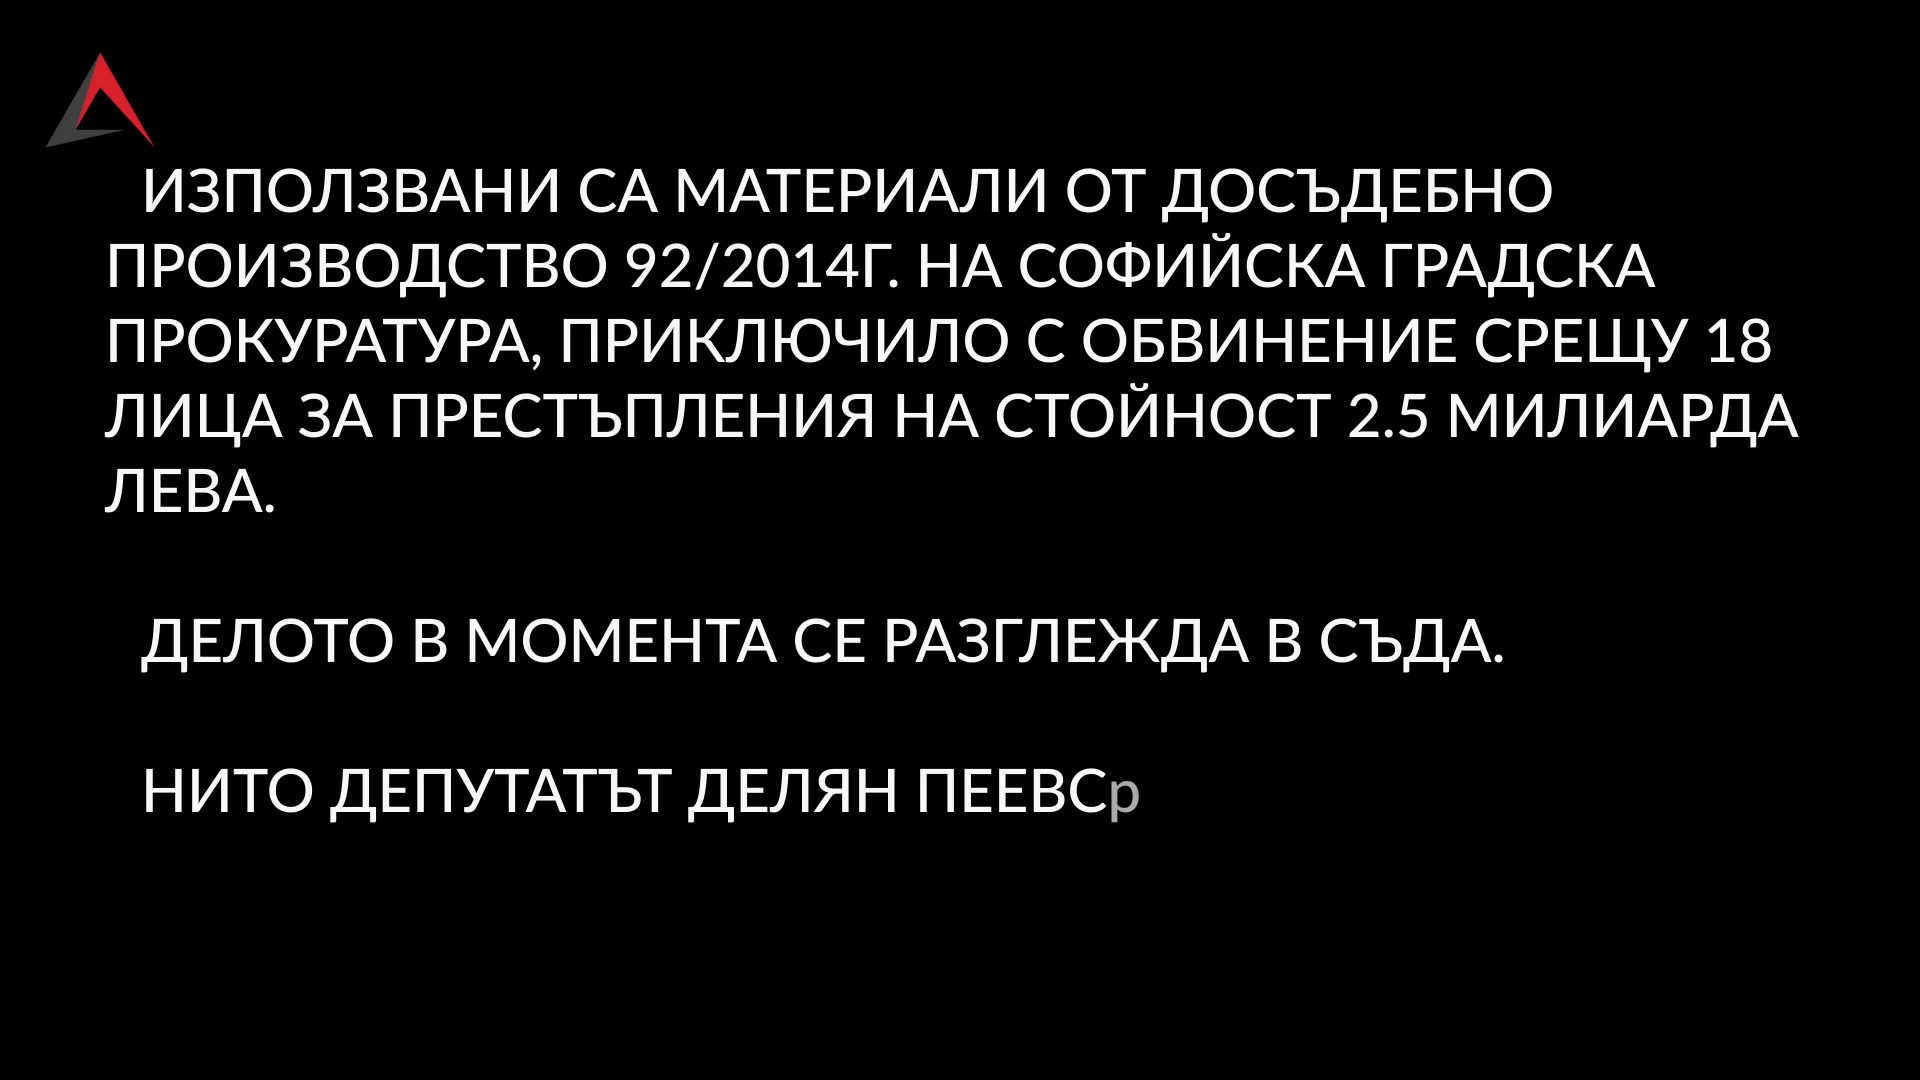 ИЗПОЛЗВАНИ СА МАТЕРИАЛИ ОТ ДОСЪДЕБНО
ПРОИЗВОДСТВО 92/2014Г. НА СОФИЙСКА ГРАДСКА
ПРОКУРАТУРА, ПРИКЛЮЧИЛО С ОБВИНЕНИЕ СРЕЩУ 18
ЛИЦА ЗА ПРЕСТЪПЛЕНИЯ НА СТОЙНОСТ 2.5 МИЛИАРДА
ЛЕВА.
ДЕЛОТО В МОМЕНТА СЕ РАЗГЛЕЖДА В СЪДА.
НИТО ДЕПУТАТЪТ ДЕЛЯН ПЕЕВСр